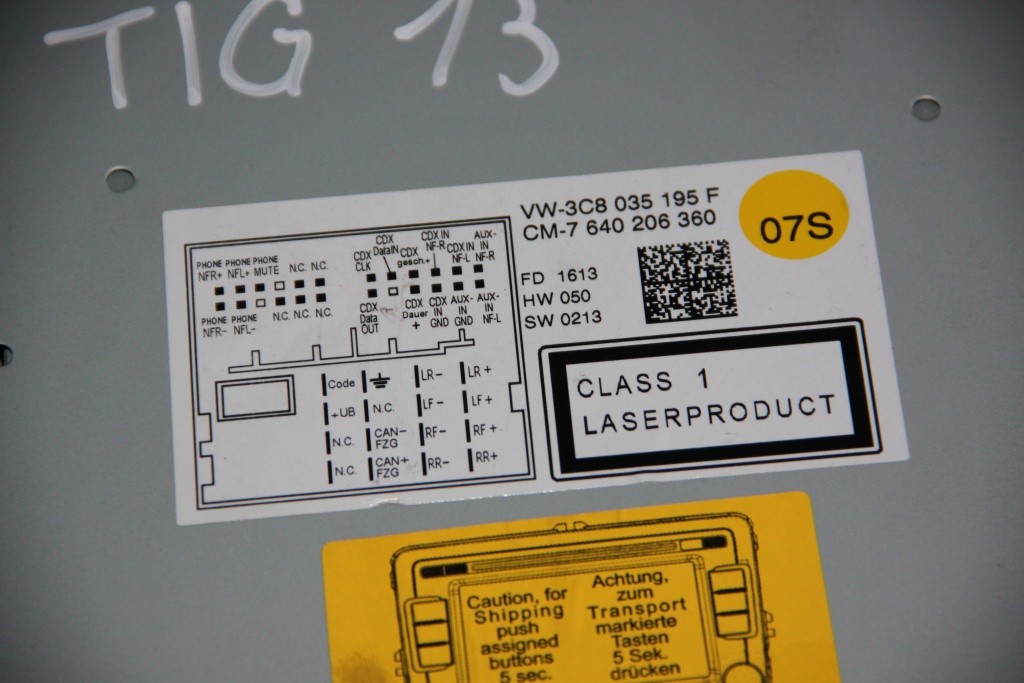 TIG 13
VW-3C8 035 195 F
CM-7 640 206 360
07S
FD 1613
HW 050
SW 0213
CLASS 1
LASERPRODUCT
PHONE PHONE PHONE
NFR+ NFL+ MUTE N.C. N.C.
PHONE PHONE N.C. N.C. N.C.
NFR- NFL-
CDX
CLK
CDX
DataIN
CDX
gesch.+
CDX IN
NF-R
CDX IN
NF-L
AUX-
IN
NF-R
CDX
Data
OUT
CDX
Dauer
+
CDX
IN
GND
AUX-
IN
GND
AUX-
IN
NF-L
Code LR- LR+
+UB N.C. LF- LF+
N.C. CAN-
FZG RF- RF+
N.C. CAN+
FZG RR- RR+
Caution, for
Shipping
push
assigned
buttons
5 sec.
Achtung,
zum
Transport
markierte
Tasten
5 Sek.
drücken